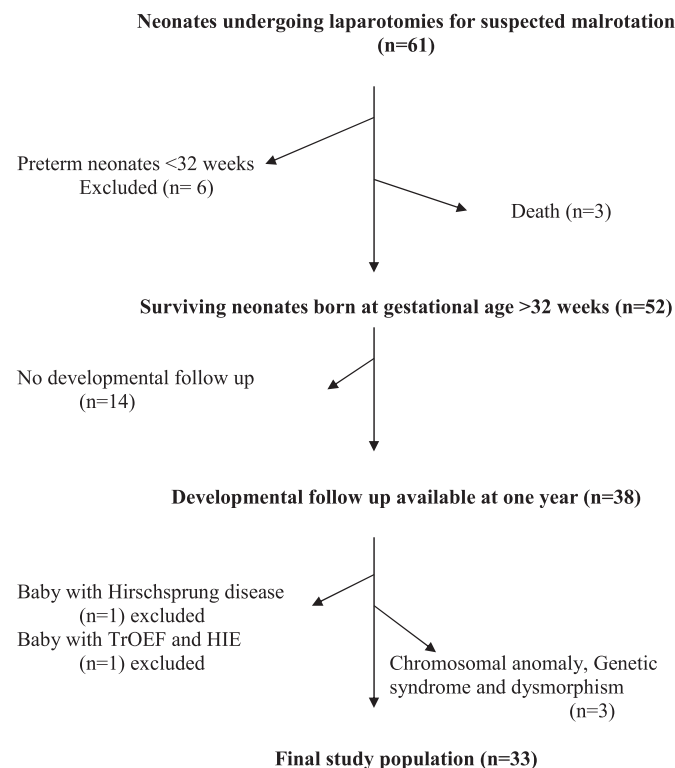 Neonates undergoing laparotomies for suspected malrotation
(n=61)
Preterm neonates <32 weeks
Excluded (n= 6)
Death (n=3)
Surviving neonates born at gestational age >32 weeks (n=52)
No developmental follow up
(n=14)
Developmental follow up available at one year (n=38)
Baby with Hirschsprung disease
(n=1) excluded
Baby with TrOEF and HIE
(n=1) excluded
Chromosomal anomaly, Genetic
syndrome and dysmorphism
(n=3)
Final study population (n=33)